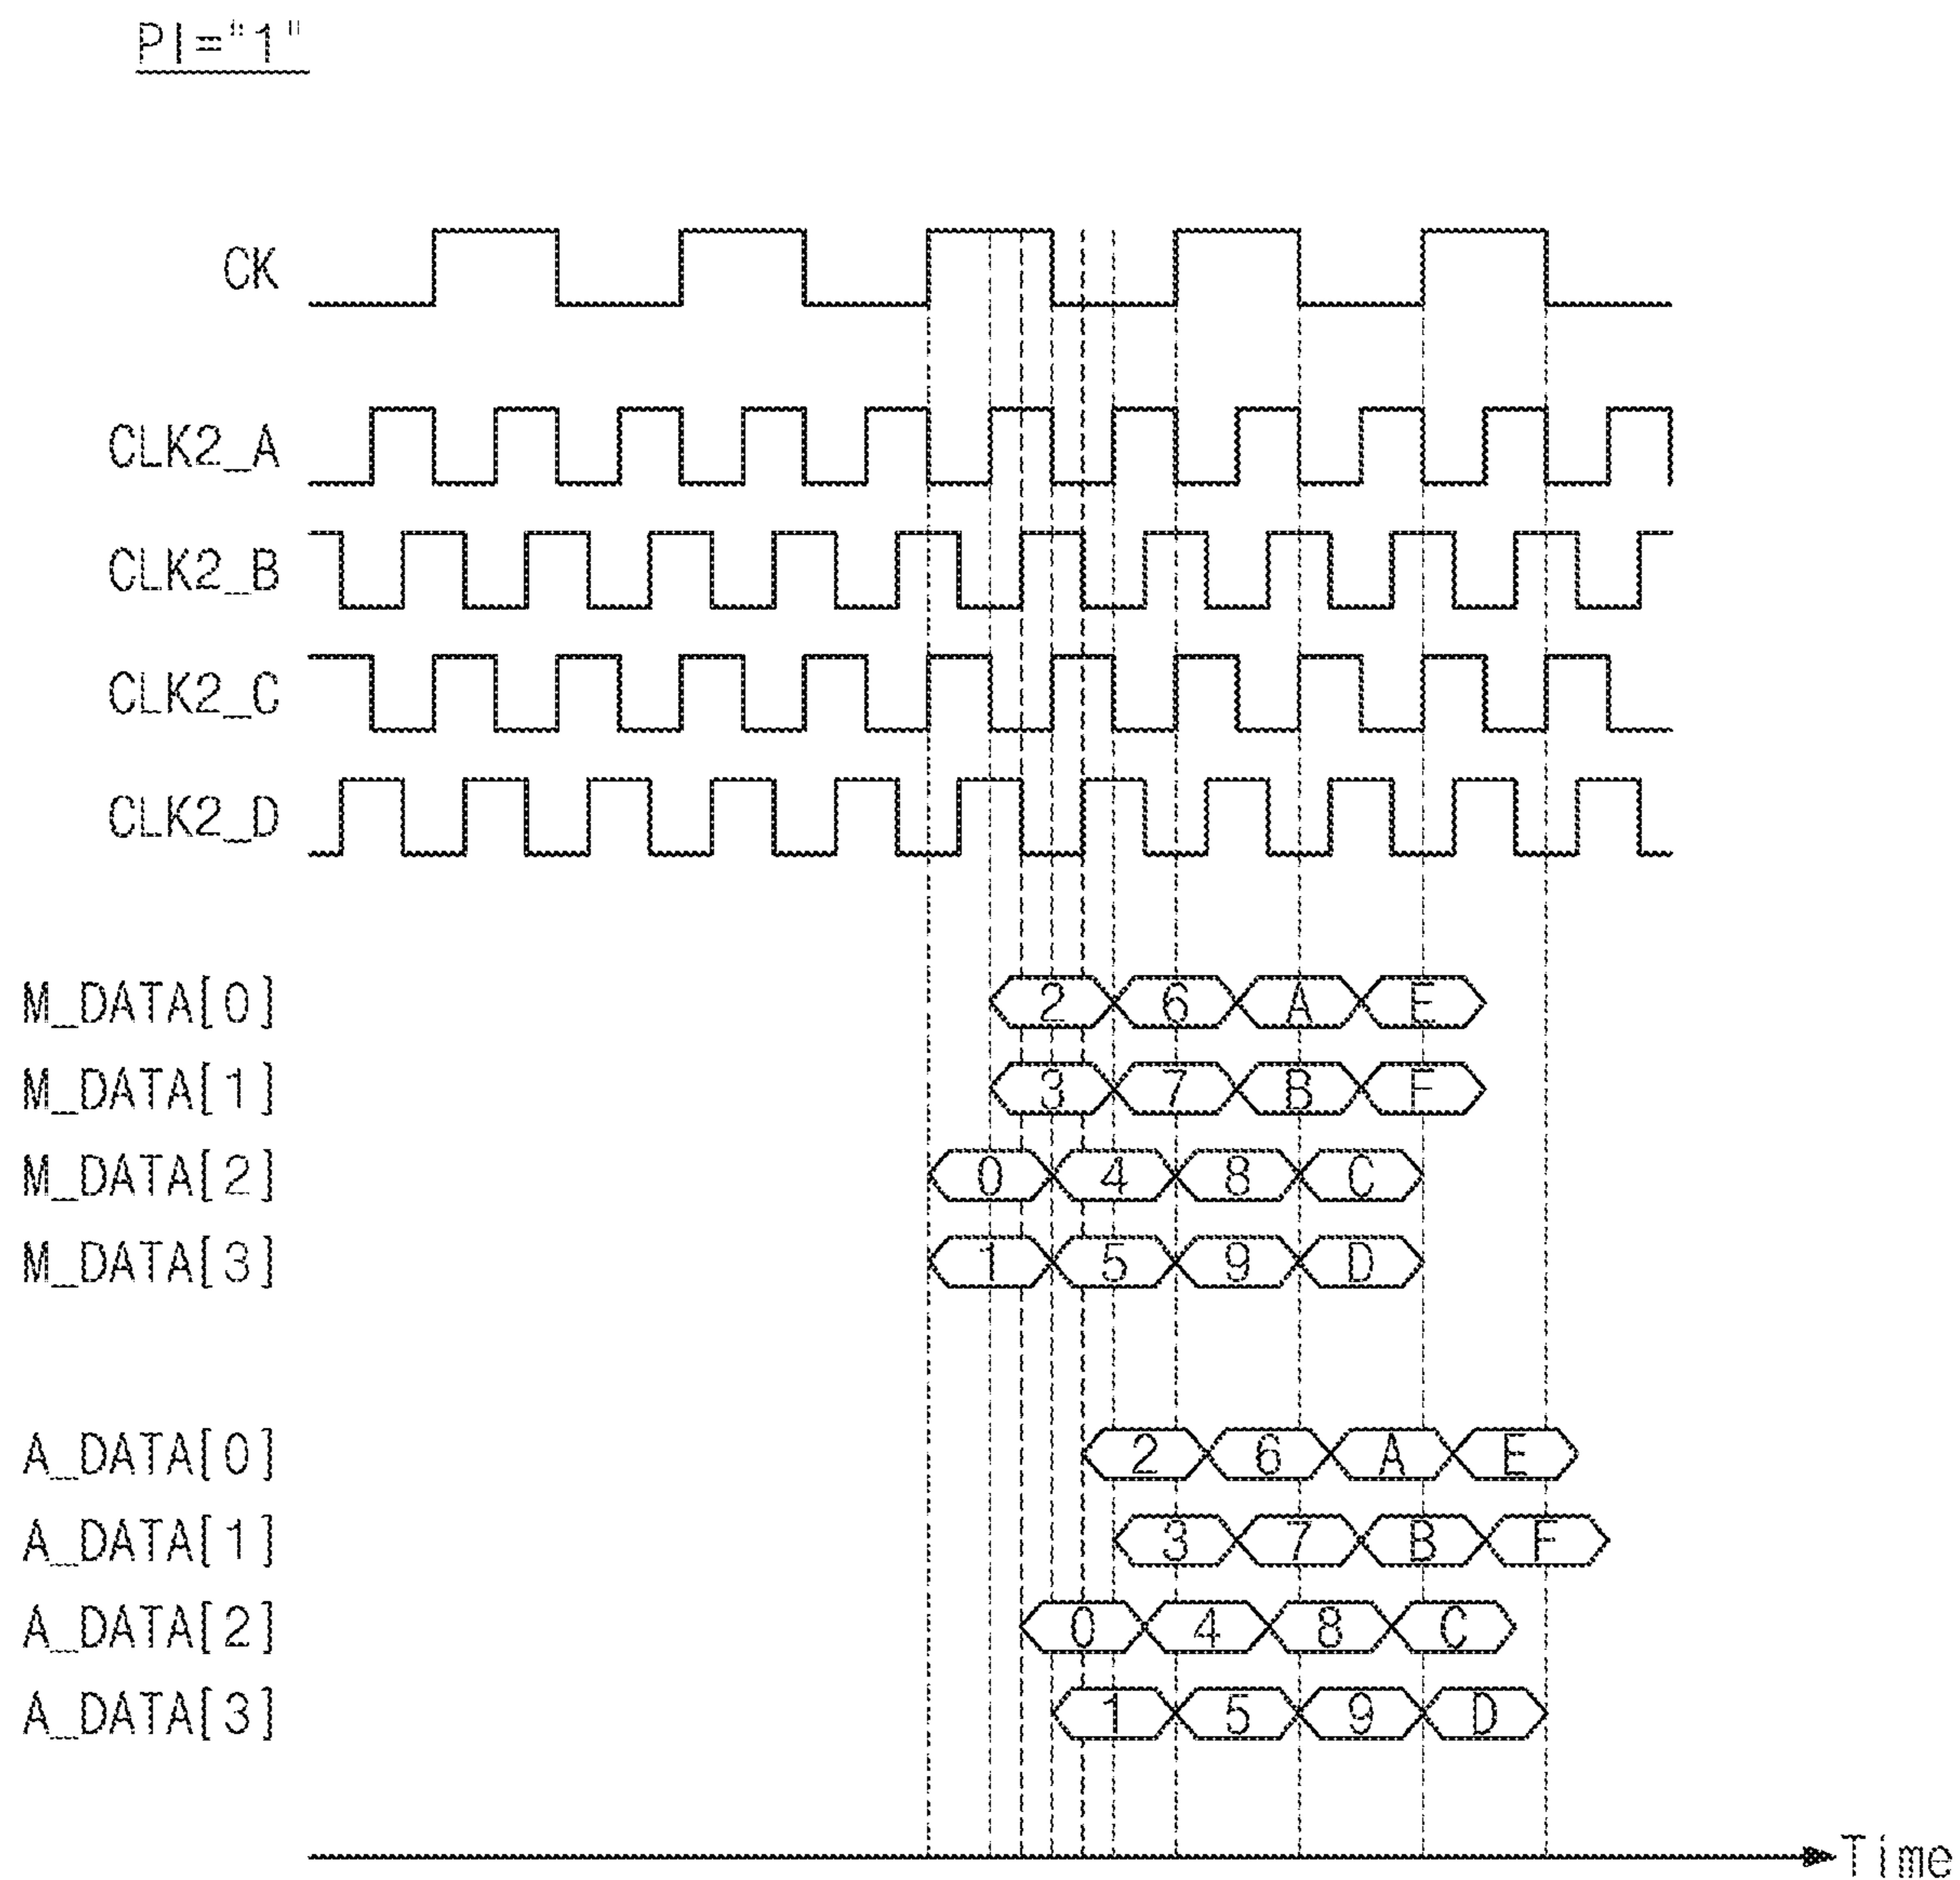 PI="1"
CK
CLK2_A
CLK2_B
CLK2_C
CLK2_D
M_DATA[0] 2 6 A E
M_DATA[1] 3 7 B F
M_DATA[2] 0 4 8 C
M_DATA[3] 1 5 9 D
A_DATA[0] 2 6 A E
A_DATA[1] 3 7 B F
A_DATA[2] 0 4 8 C
A_DATA[3] 1 5 9 D
Time